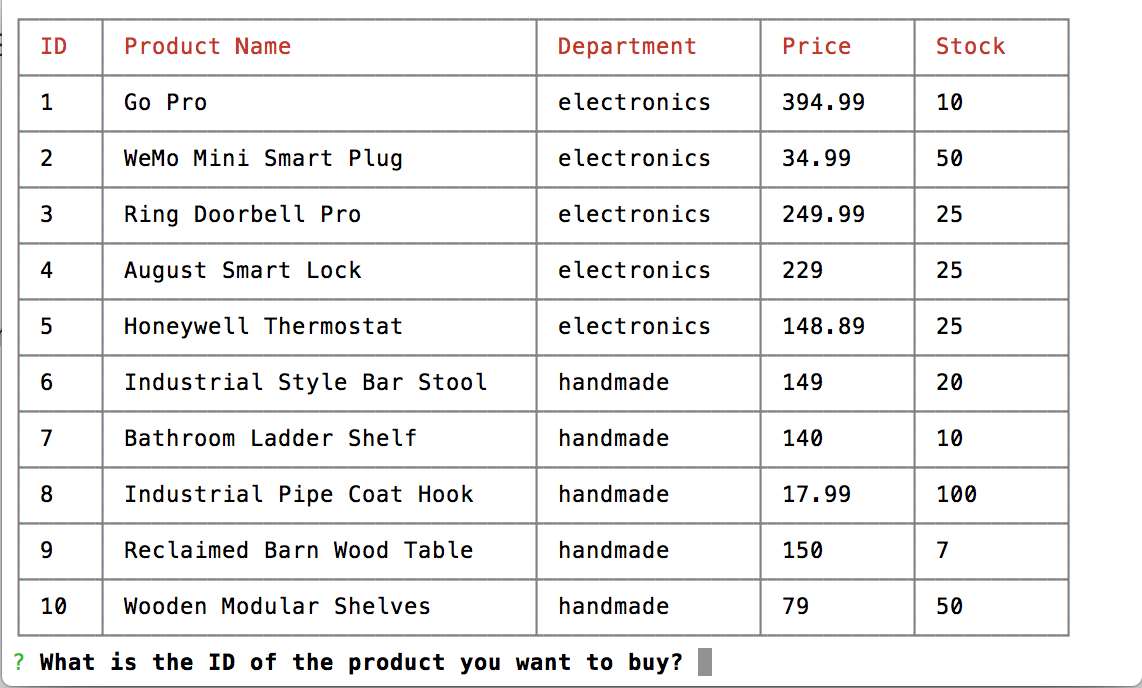 ID Product Name Department Price Stock
1 Go Pro electronics 394.99 10
2 WeMo Mini Smart Plug electronics 34.99 50
3 Ring Doorbell Pro electronics 249.99 25
4 August Smart Lock electronics 229 25
5 Honeywell Thermostat electronics 148.89 25
6 Industrial Style Bar Stool handmade 149 20
7 Bathroom Ladder Shelf handmade 140 10
8 Industrial Pipe Coat Hook handmade 17.99 100
9 Reclaimed Barn Wood Table handmade 150 7
10 Wooden Modular Shelves handmade 79 50
? What is the ID of the product you want to buy?